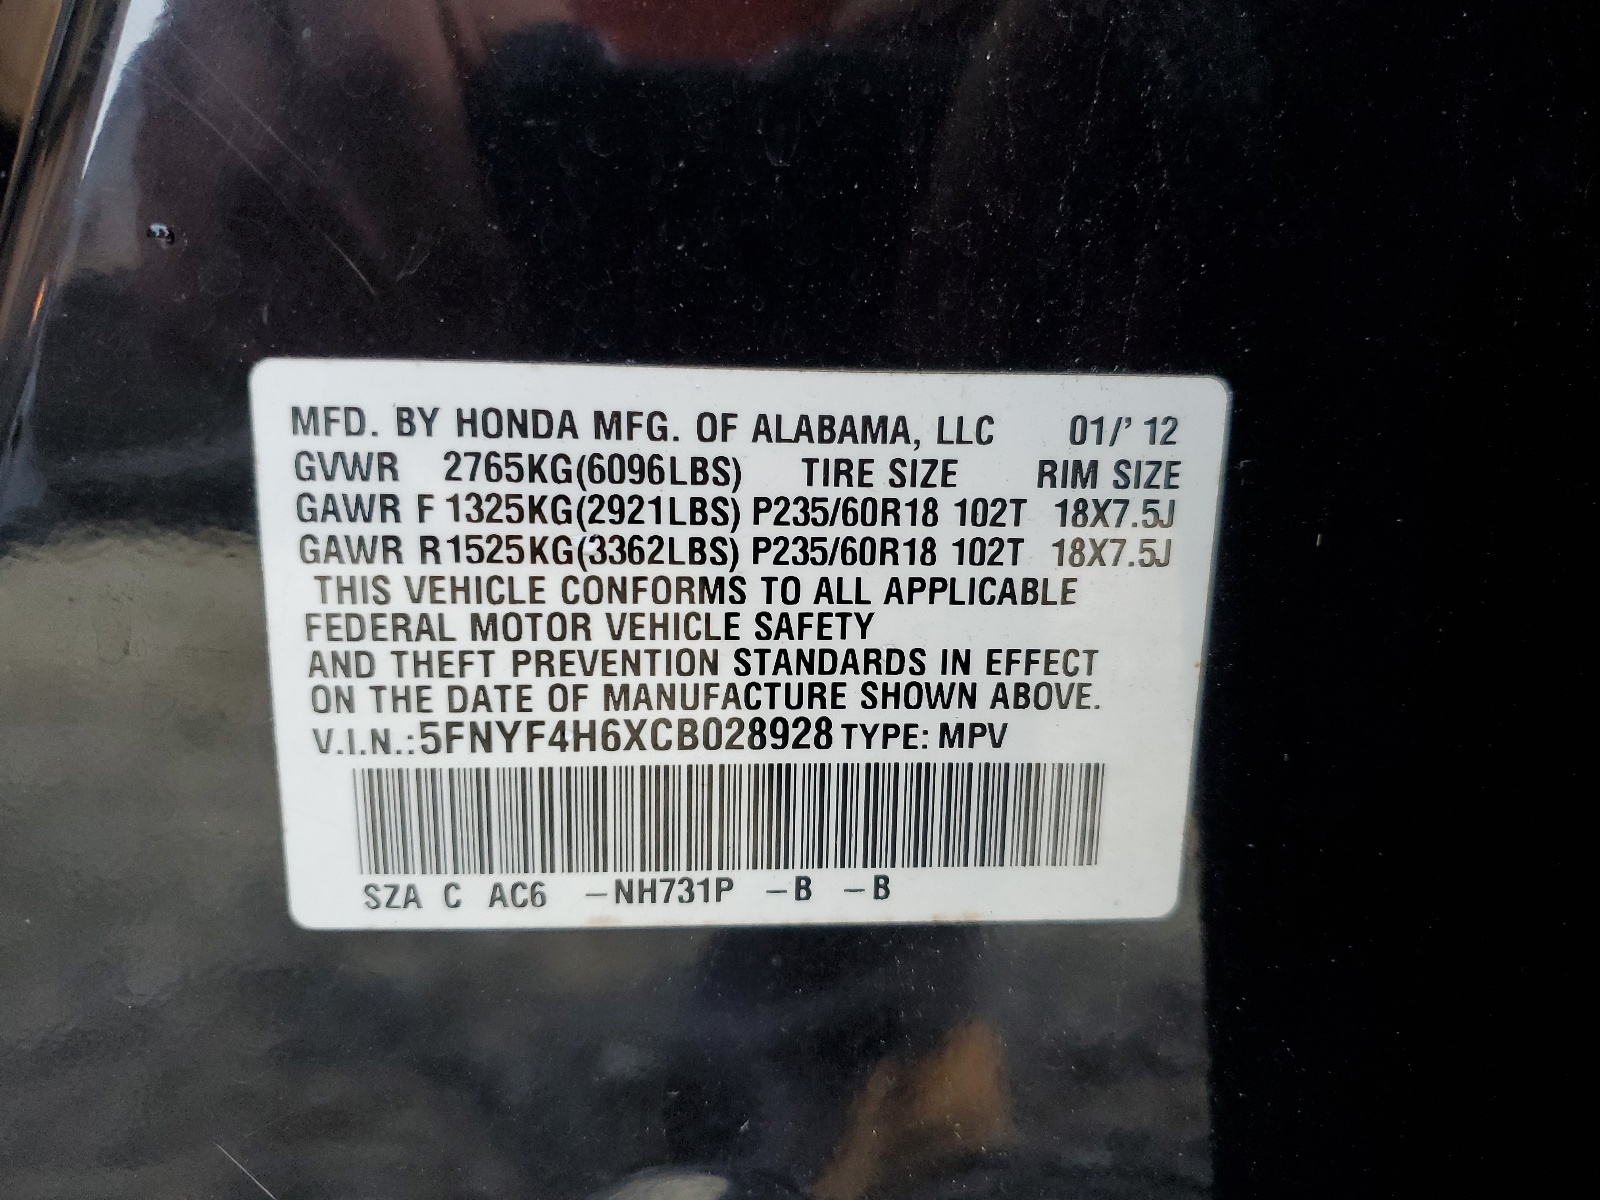 MFD. BY HONDA MFG. OF ALABAMA, LLC 01/' 12
GVWR 2765KG(6096LBS) TIRE SIZE RIM SIZE
GAWR F 1325KG(2921LBS) P235/60R18 102T 18X7.5J
GAWR R 1525KG(3362LBS) P235/60R18 102T 18X7.5J
THIS VEHICLE CONFORMS TO ALL APPLICABLE
FEDERAL MOTOR VEHICLE SAFETY
AND THEFT PREVENTION STANDARDS IN EFFECT
ON THE DATE OF MANUFACTURE SHOWN ABOVE.
V.I.N.:5FNYF4H6XCB028928 TYPE: MPV
SZA C AC6 –NH731P –B –B